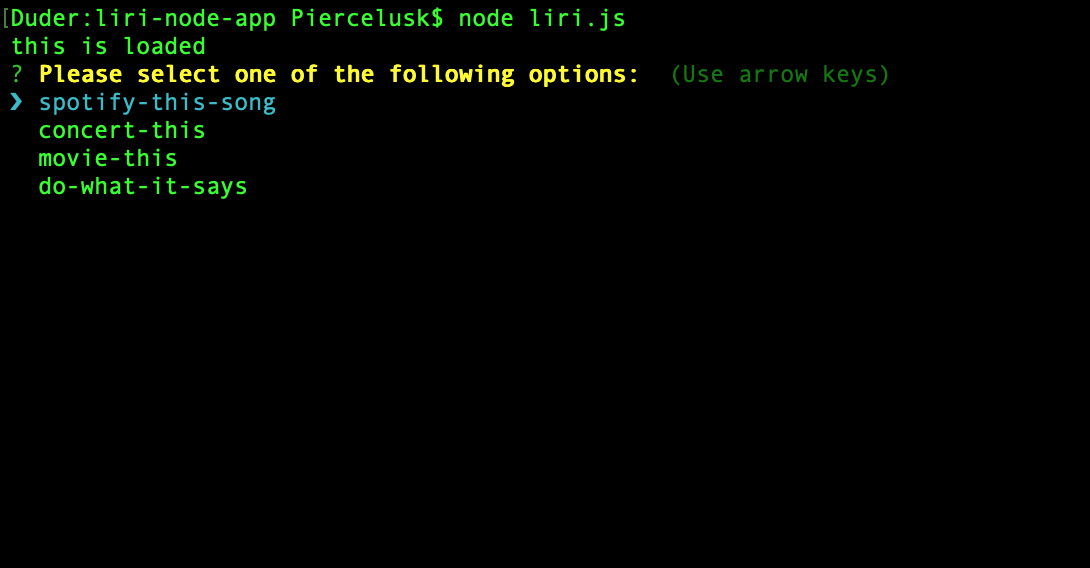 [Duder:liri-node-app Piercelusk$ node liri.js
this is loaded
? Please select one of the following options:  (Use arrow keys)
❯ spotify-this-song
  concert-this
  movie-this
  do-what-it-says